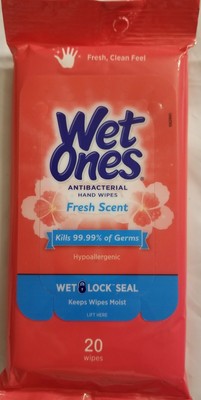 Fresh, Clean Feel
Wet
Ones®
ANTIBACTERIAL
HAND WIPES
Fresh Scent
Kills 99.99% of Germs
Hypoallergenic
WET LOCK™ SEAL
Keeps Wipes Moist
LIFT HERE
20
wipes